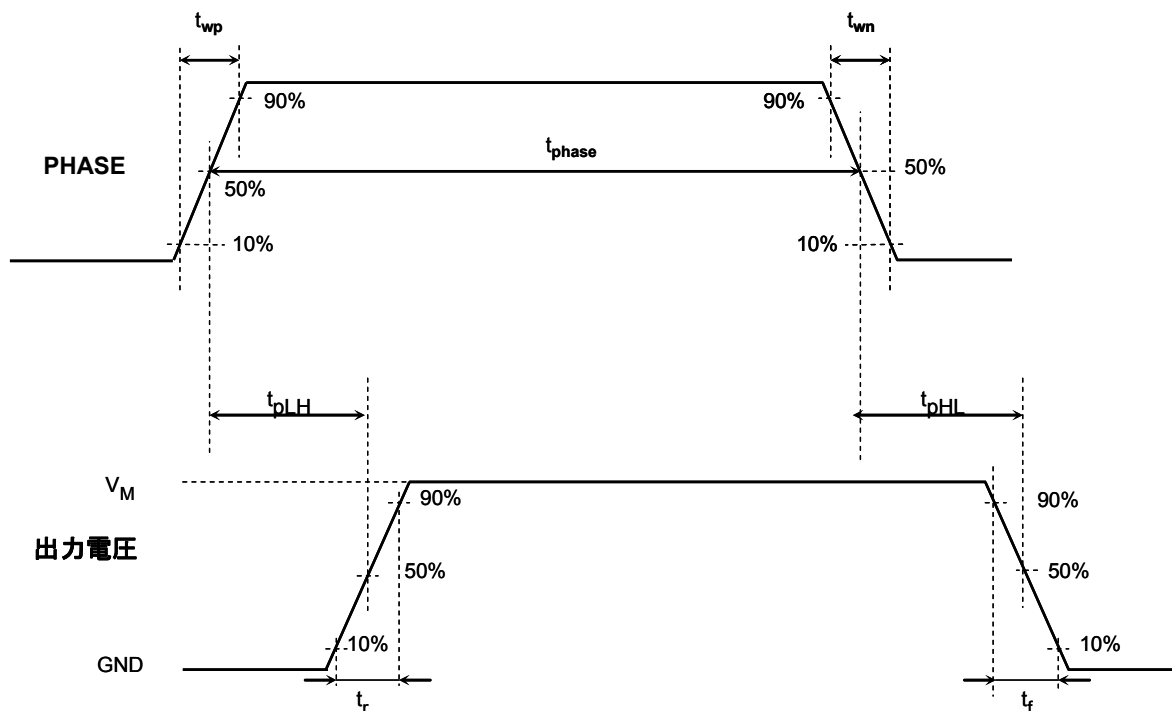 twp
twn
90%
90%
tphase
PHASE
50%
50%
10%
10%
tpLH
tpHL
VM
90%
90%
出力電圧
50%
50%
10%
10%
GND
tr
tf